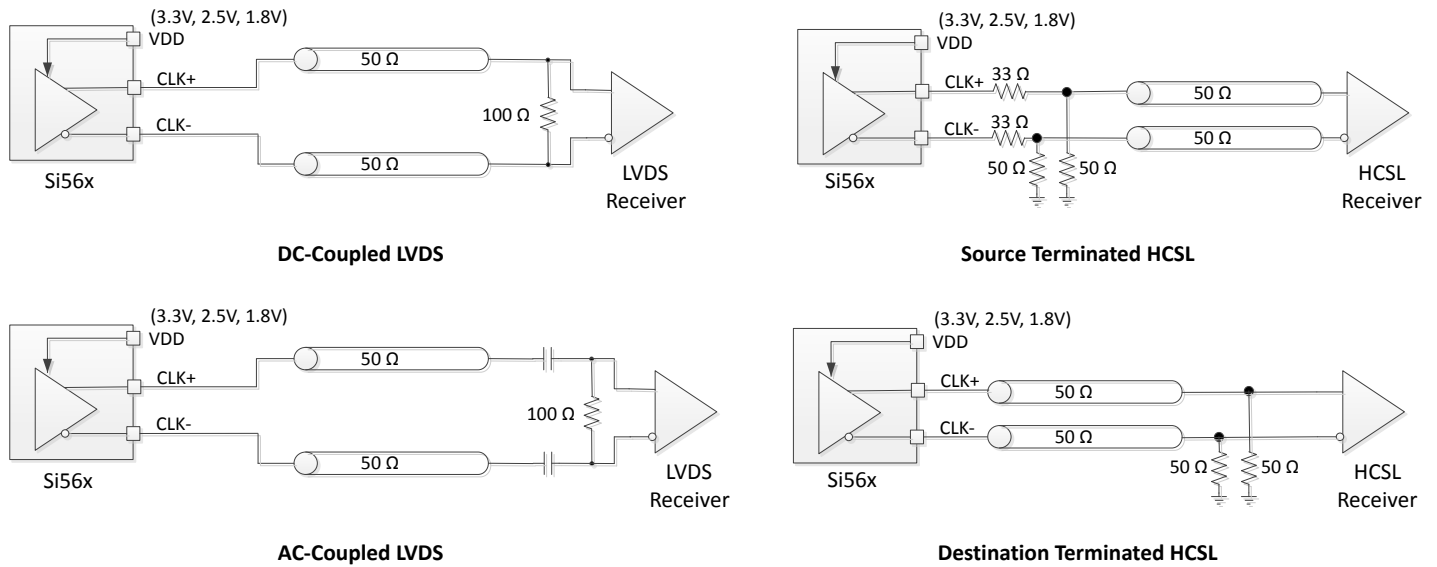 (3.3V, 2.5V, 1.8V)
VDD
CLK+
50 Ω
100 Ω
CLK-
50 Ω
Si56x
LVDS
Receiver
DC-Coupled LVDS
(3.3V, 2.5V, 1.8V)
VDD
CLK+
33 Ω
50 Ω
CLK-
33 Ω
50 Ω
50 Ω
50 Ω
Si56x
HCSL
Receiver
Source Terminated HCSL
(3.3V, 2.5V, 1.8V)
VDD
CLK+
50 Ω
100 Ω
CLK-
50 Ω
Si56x
LVDS
Receiver
AC-Coupled LVDS
(3.3V, 2.5V, 1.8V)
VDD
CLK+
50 Ω
CLK-
50 Ω
50 Ω
50 Ω
Si56x
HCSL
Receiver
Destination Terminated HCSL